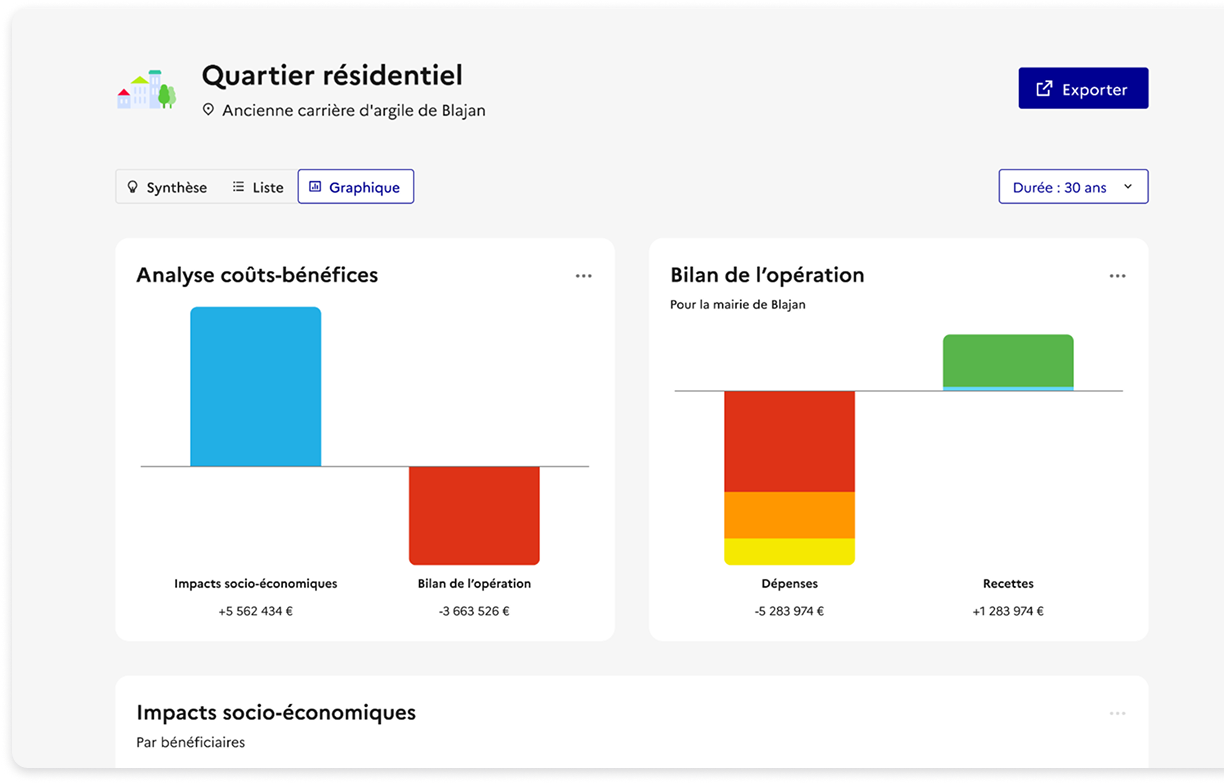 Quartier résidentiel
Ancienne carrière d'argile de Blajan
Exporter
Synthèse
Liste
Graphique
Durée : 30 ans
Analyse coûts-bénéfices
Impacts socio-économiques
+5 562 434 €
Bilan de l’opération
-3 663 526 €
Bilan de l’opération
Pour la mairie de Blajan
Dépenses
-5 283 974 €
Recettes
+1 283 974 €
Impacts socio-économiques
Par bénéficiaires